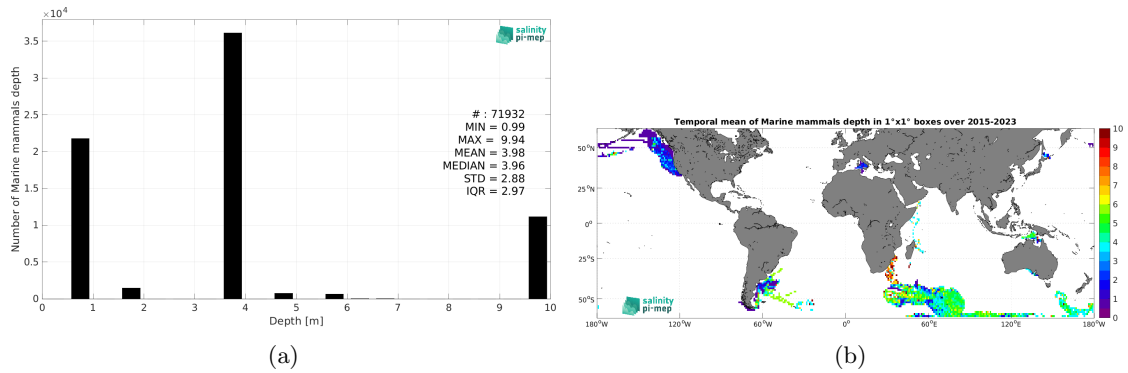 ×10⁴
3.5
3
2.5
2
1.5
1
0.5
0
0 1 2 3 4 5 6 7 8 9 10
Number of Marine mammals depth
Depth [m]
salinity
pi-mep
# : 71932
MIN = 0.99
MAX = 9.94
MEAN = 3.98
MEDIAN = 3.96
STD = 2.88
IQR = 2.97
(a)
Temporal mean of Marine mammals depth in 1°x1° boxes over 2015-2023
50°N
25°N
0°
25°S
50°S
180°W 120°W 60°W 0° 60°E 120°E 180°W
salinity
pi-mep
10
9
8
7
6
5
4
3
2
1
0
(b)